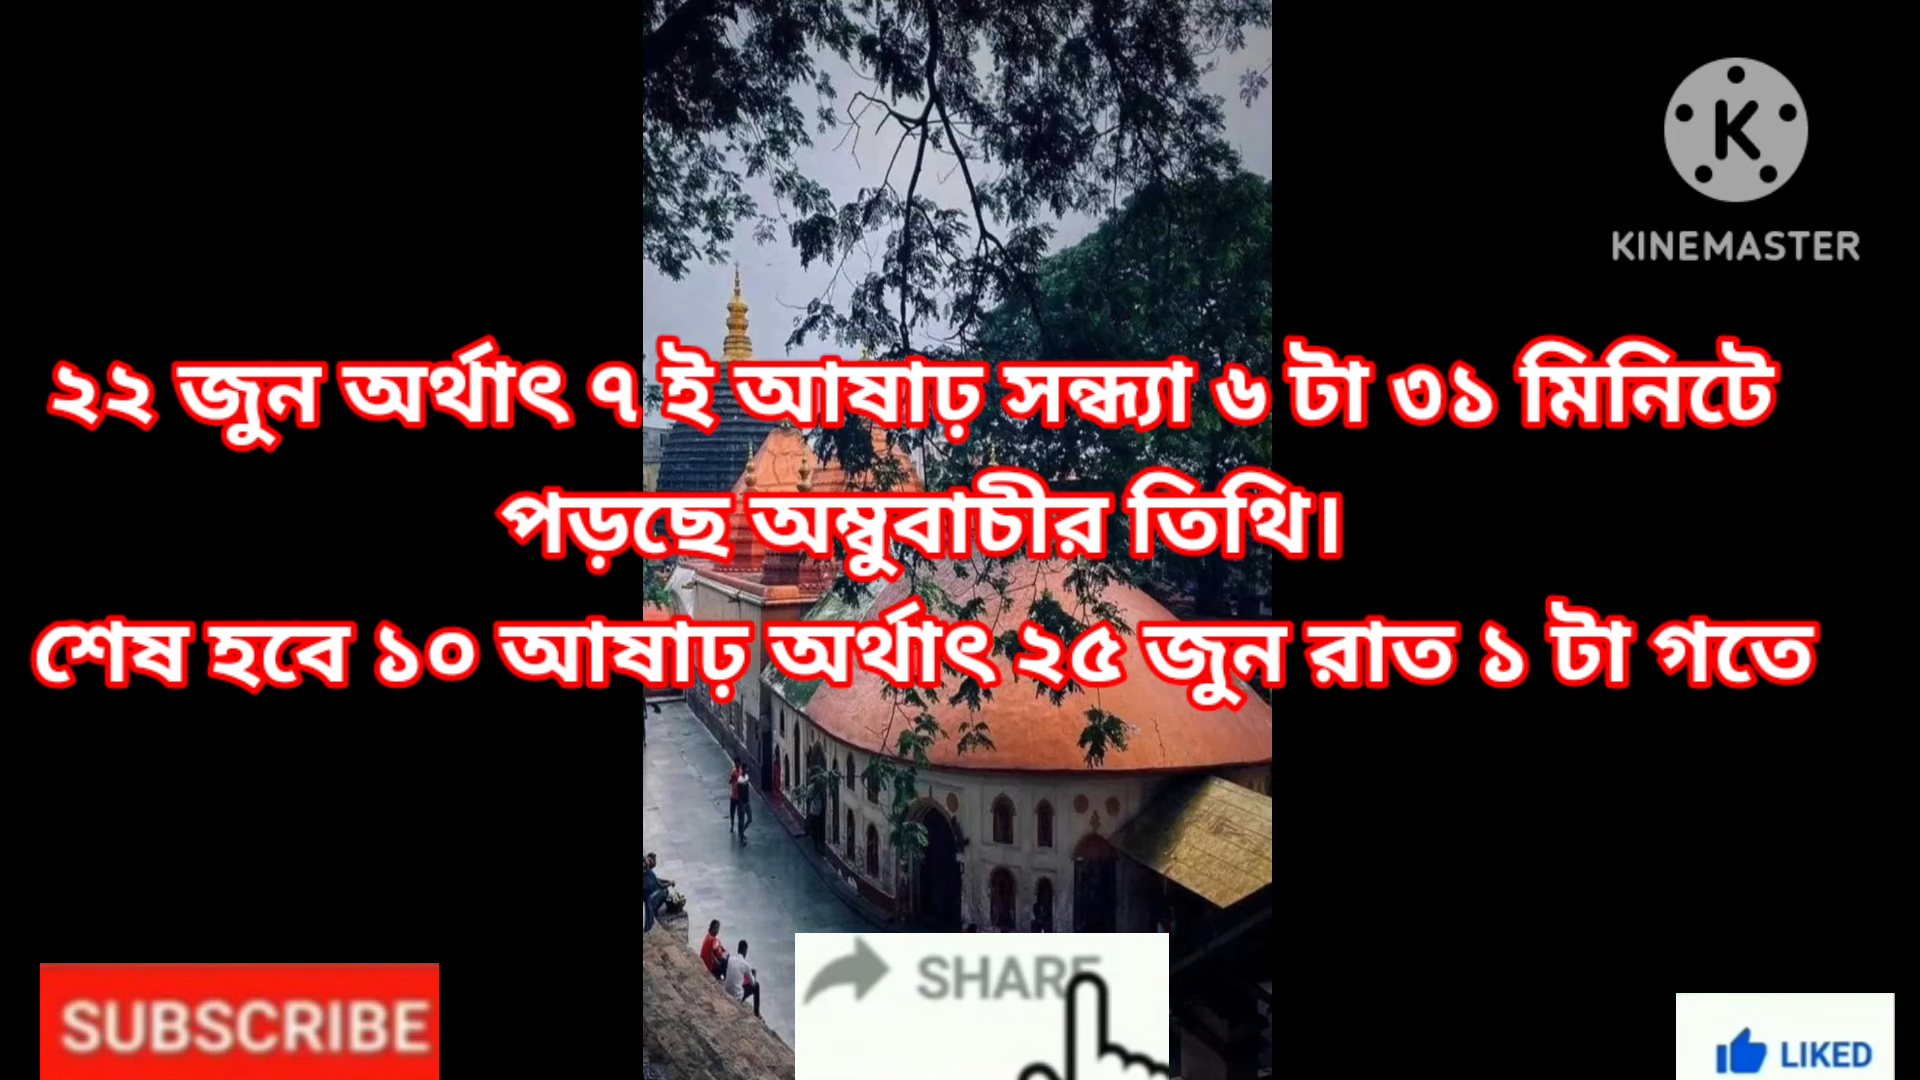 KINEMASTER
২২ জুন অর্থাৎ ৭ ই আষাঢ় সন্ধ্যা ৬ টা ৩১ মিনিটে
পড়ছে অম্বুবাচীর তিথি।
শেষ হবে ১০ আষাঢ় অর্থাৎ ২৫ জুন রাত ১ টা গতে
SUBSCRIBE
SHARE
LIKED